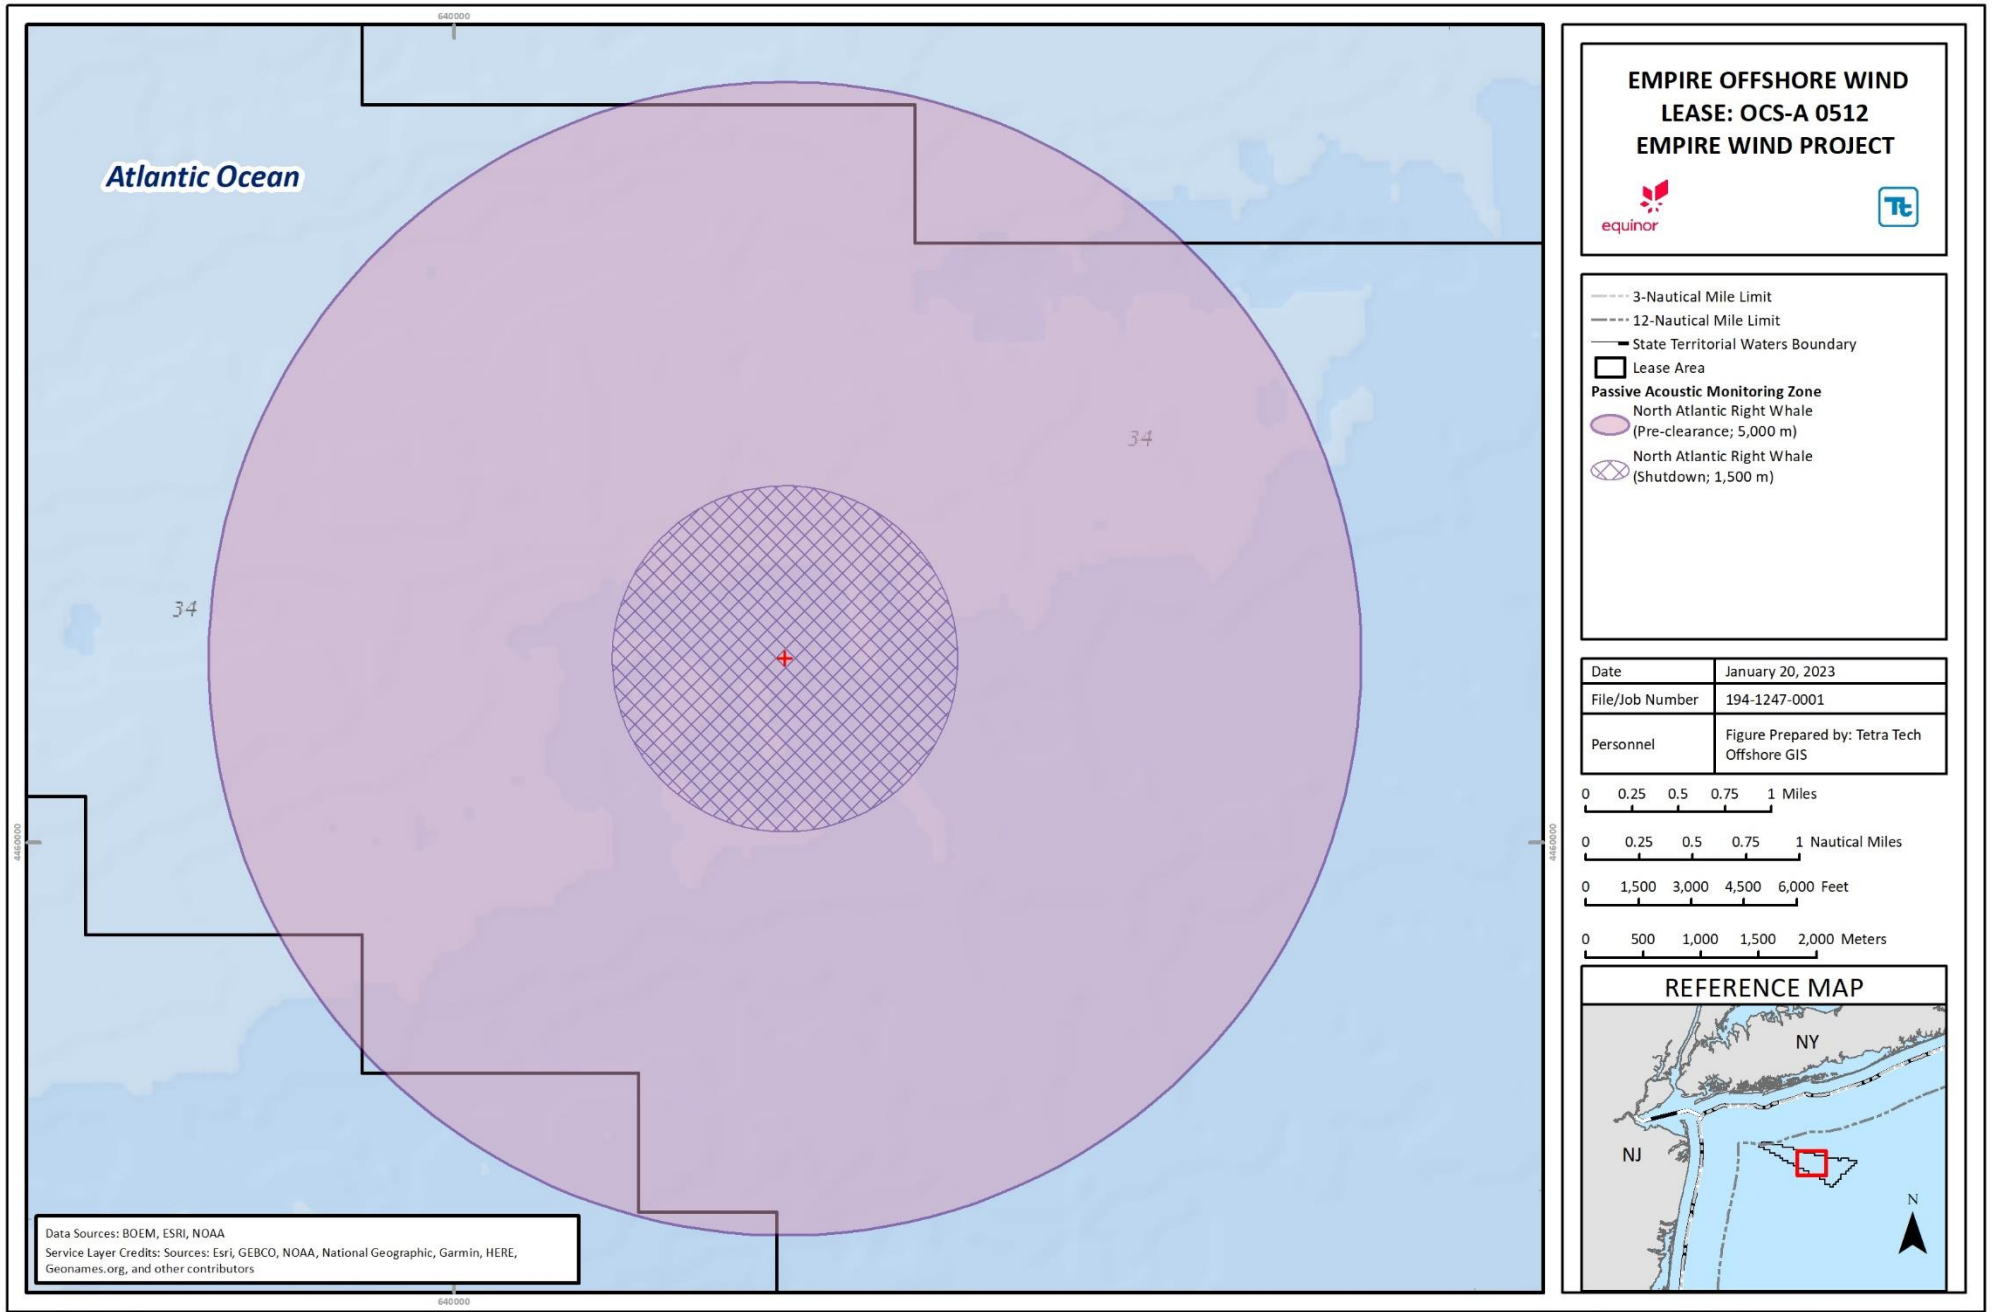 640000
Atlantic Ocean
34
34
4460000
4460000
640000
Data Sources: BOEM, ESRI, NOAA
Service Layer Credits: Sources: Esri, GEBCO, NOAA, National Geographic, Garmin, HERE,
Geonames.org, and other contributors
EMPIRE OFFSHORE WIND
LEASE: OCS-A 0512
EMPIRE WIND PROJECT
equinor
Tt
3-Nautical Mile Limit
12-Nautical Mile Limit
State Territorial Waters Boundary
Lease Area
Passive Acoustic Monitoring Zone
North Atlantic Right Whale
(Pre-clearance; 5,000 m)
North Atlantic Right Whale
(Shutdown; 1,500 m)
Date January 20, 2023
File/Job Number 194-1247-0001
Personnel Figure Prepared by: Tetra Tech
Offshore GIS
0 0.25 0.5 0.75 1 Miles
0 0.25 0.5 0.75 1 Nautical Miles
0 1,500 3,000 4,500 6,000 Feet
0 500 1,000 1,500 2,000 Meters
REFERENCE MAP
NY
NJ
N